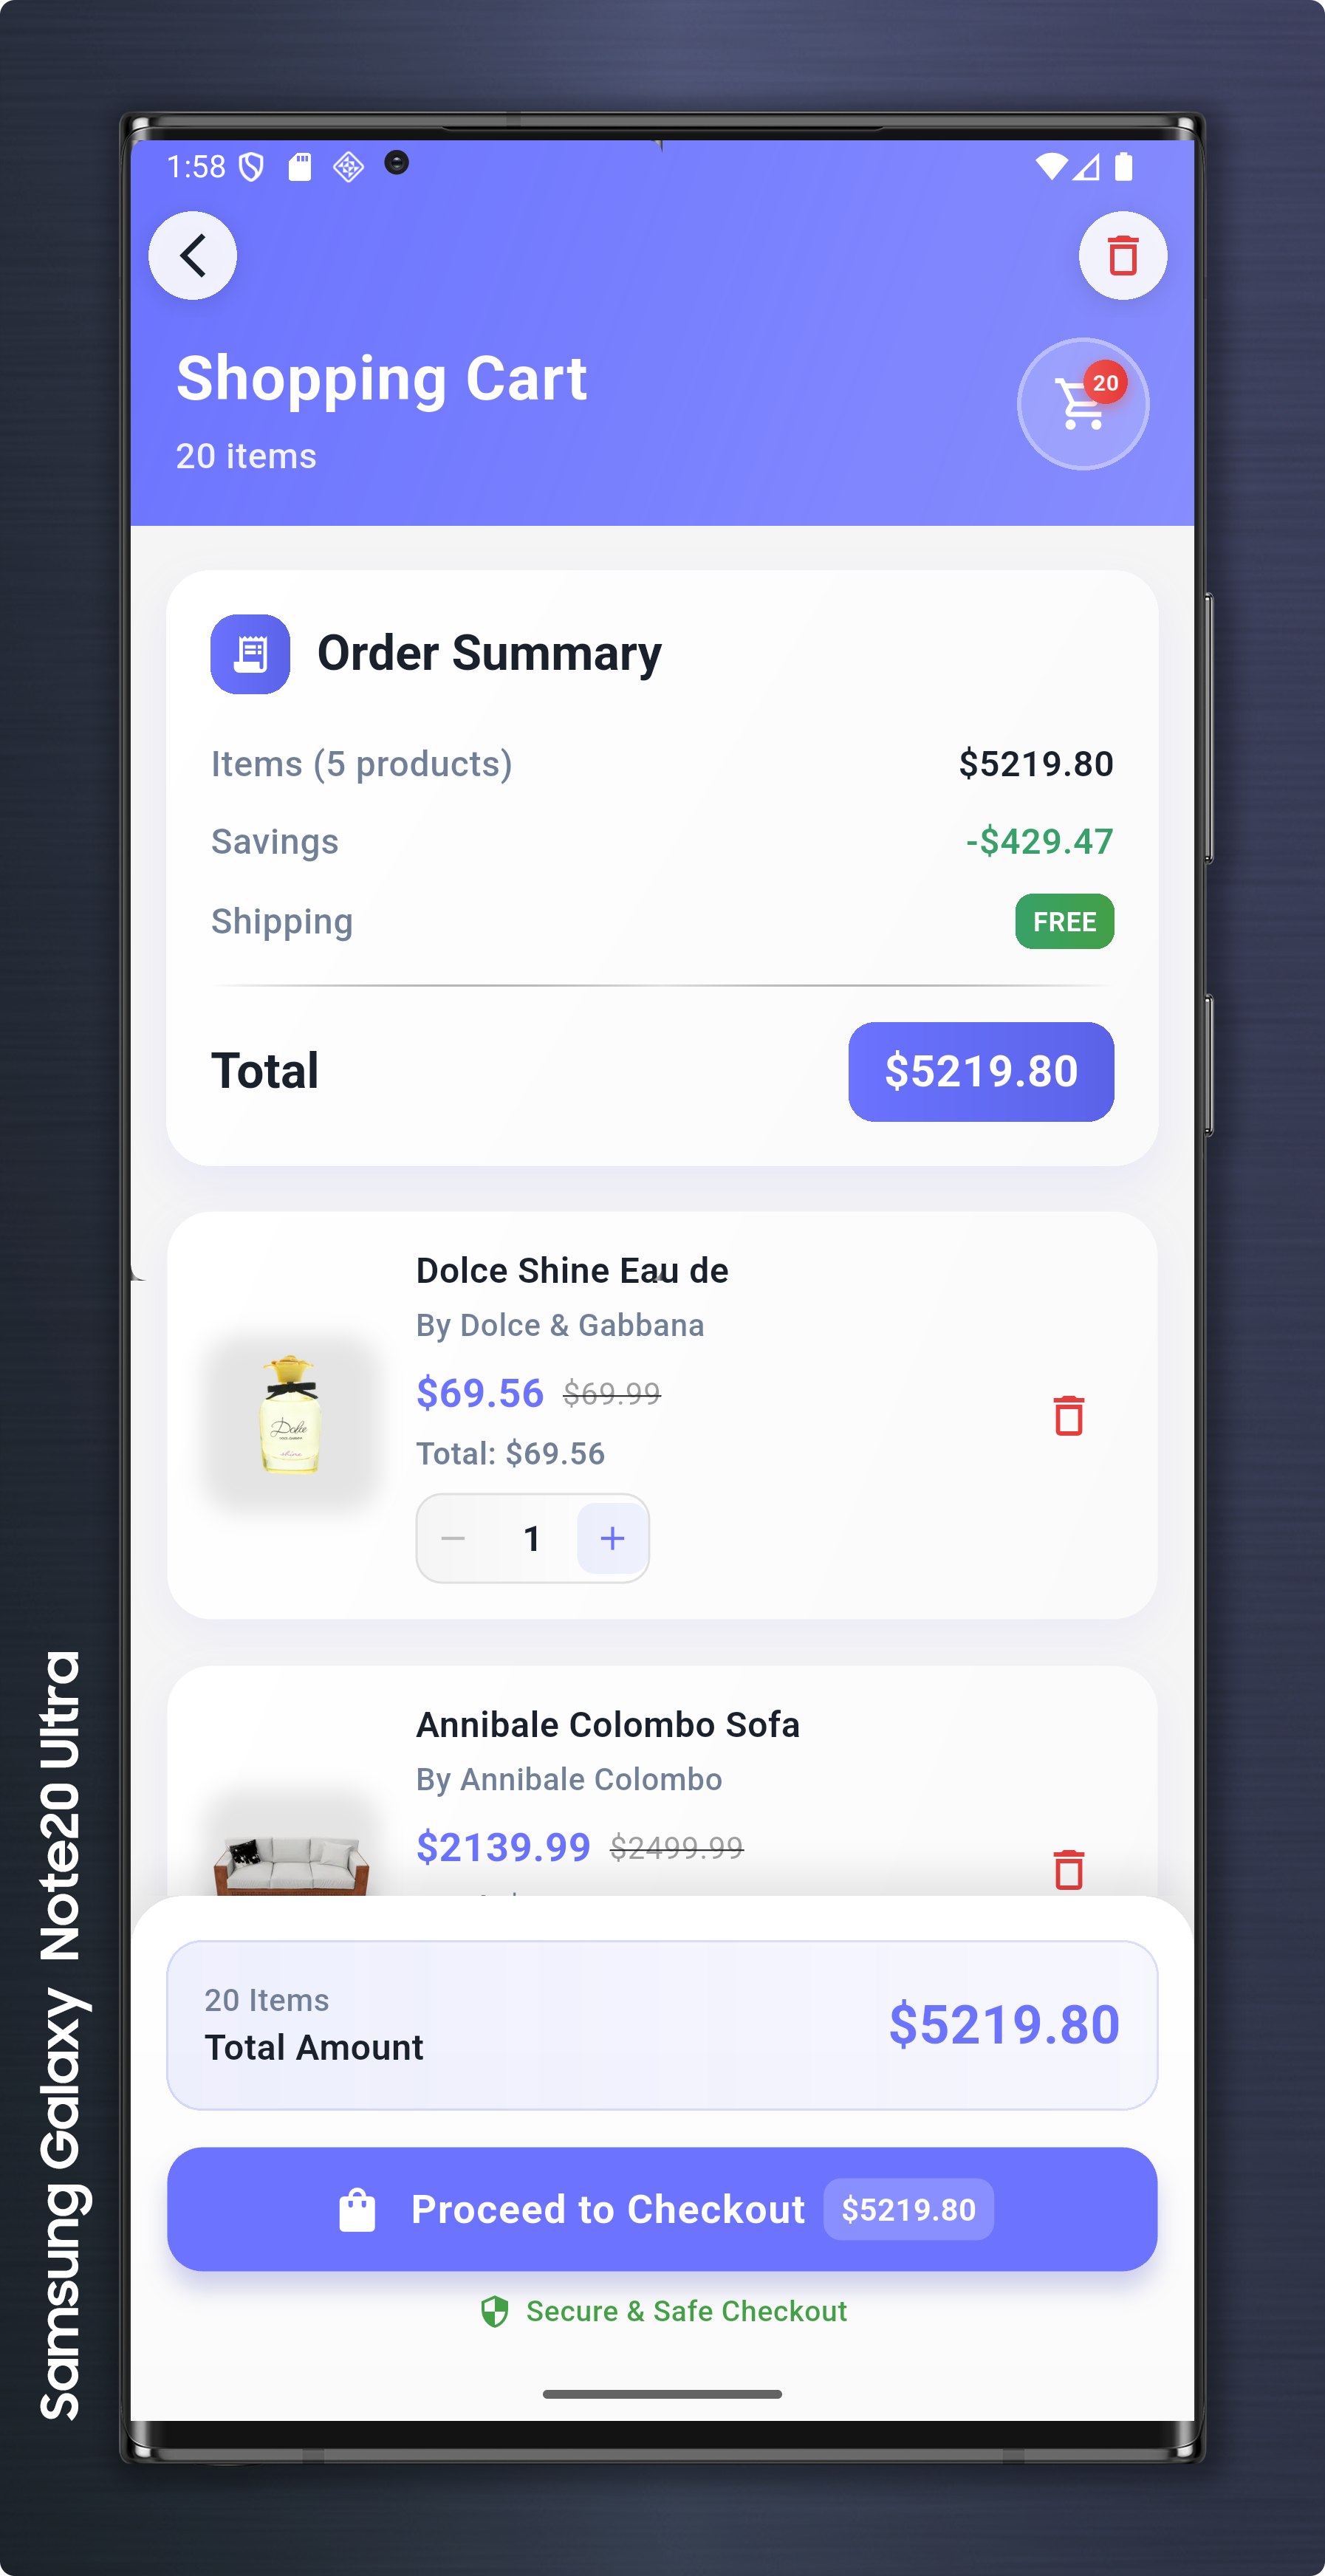 1:58
Shopping Cart
20
20 items
Order Summary
Items (5 products)
$5219.80
Savings
-$429.47
Shipping
FREE
Total
$5219.80
Dolce Shine Eau de
By Dolce & Gabbana
$69.56 $69.99
Total: $69.56
1
Dolce
shine
Annibale Colombo Sofa
By Annibale Colombo
$2139.99 $2499.99
20 Items
Total Amount
$5219.80
Proceed to Checkout $5219.80
Secure & Safe Checkout
Samsung Galaxy Note20 Ultra